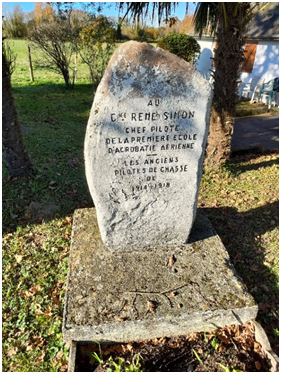 AU
CNE RENÉ SIMON
CHEF PILOTE
DE LA PREMIÈRE ÉCOLE
D'ACROBATIE AÉRIENNE
LES ANCIENS
PILOTES DE CHASSE
DE
1914-1918